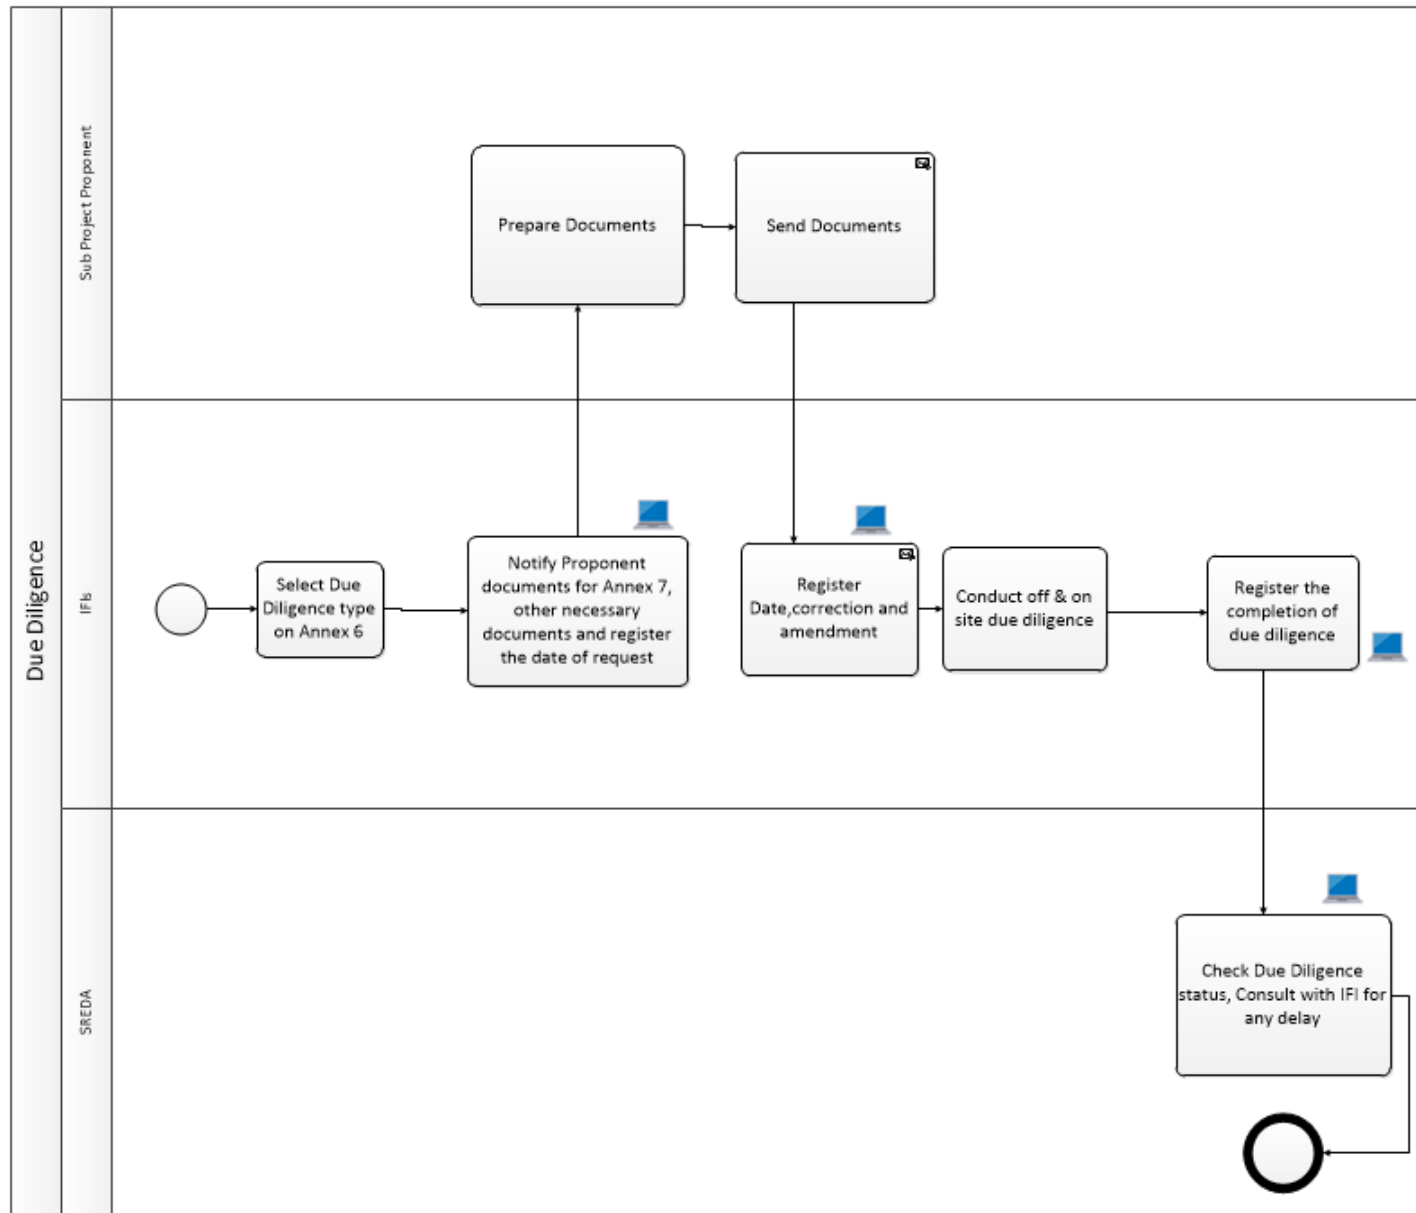 Due Diligence
Sub Project Proponent
Prepare Documents
Send Documents
IFIs
Select Due
Diligence type
on Annex 6
Notify Proponent
documents for Annex 7,
other necessary
documents and register
the date of request
Register
Date,correction and
amendment
Conduct off & on
site due diligence
Register the
completion of
due diligence
SREDA
Check Due Diligence
status, Consult with IFI for
any delay